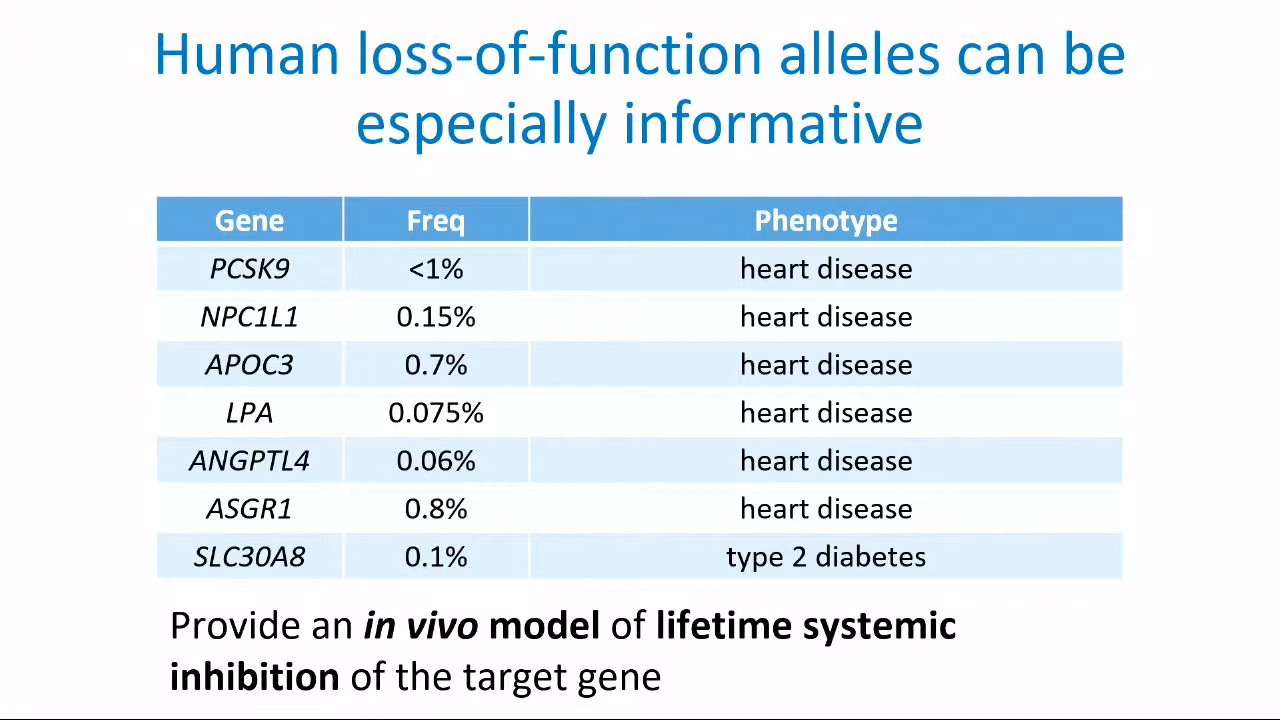 Human loss-of-function alleles can be
especially informative
Gene Freq Phenotype
PCSK9 <1% heart disease
NPC1L1 0.15% heart disease
APOC3 0.7% heart disease
LPA 0.075% heart disease
ANGPTL4 0.06% heart disease
ASGR1 0.8% heart disease
SLC30A8 0.1% type 2 diabetes
Provide an in vivo model of lifetime systemic
inhibition of the target gene